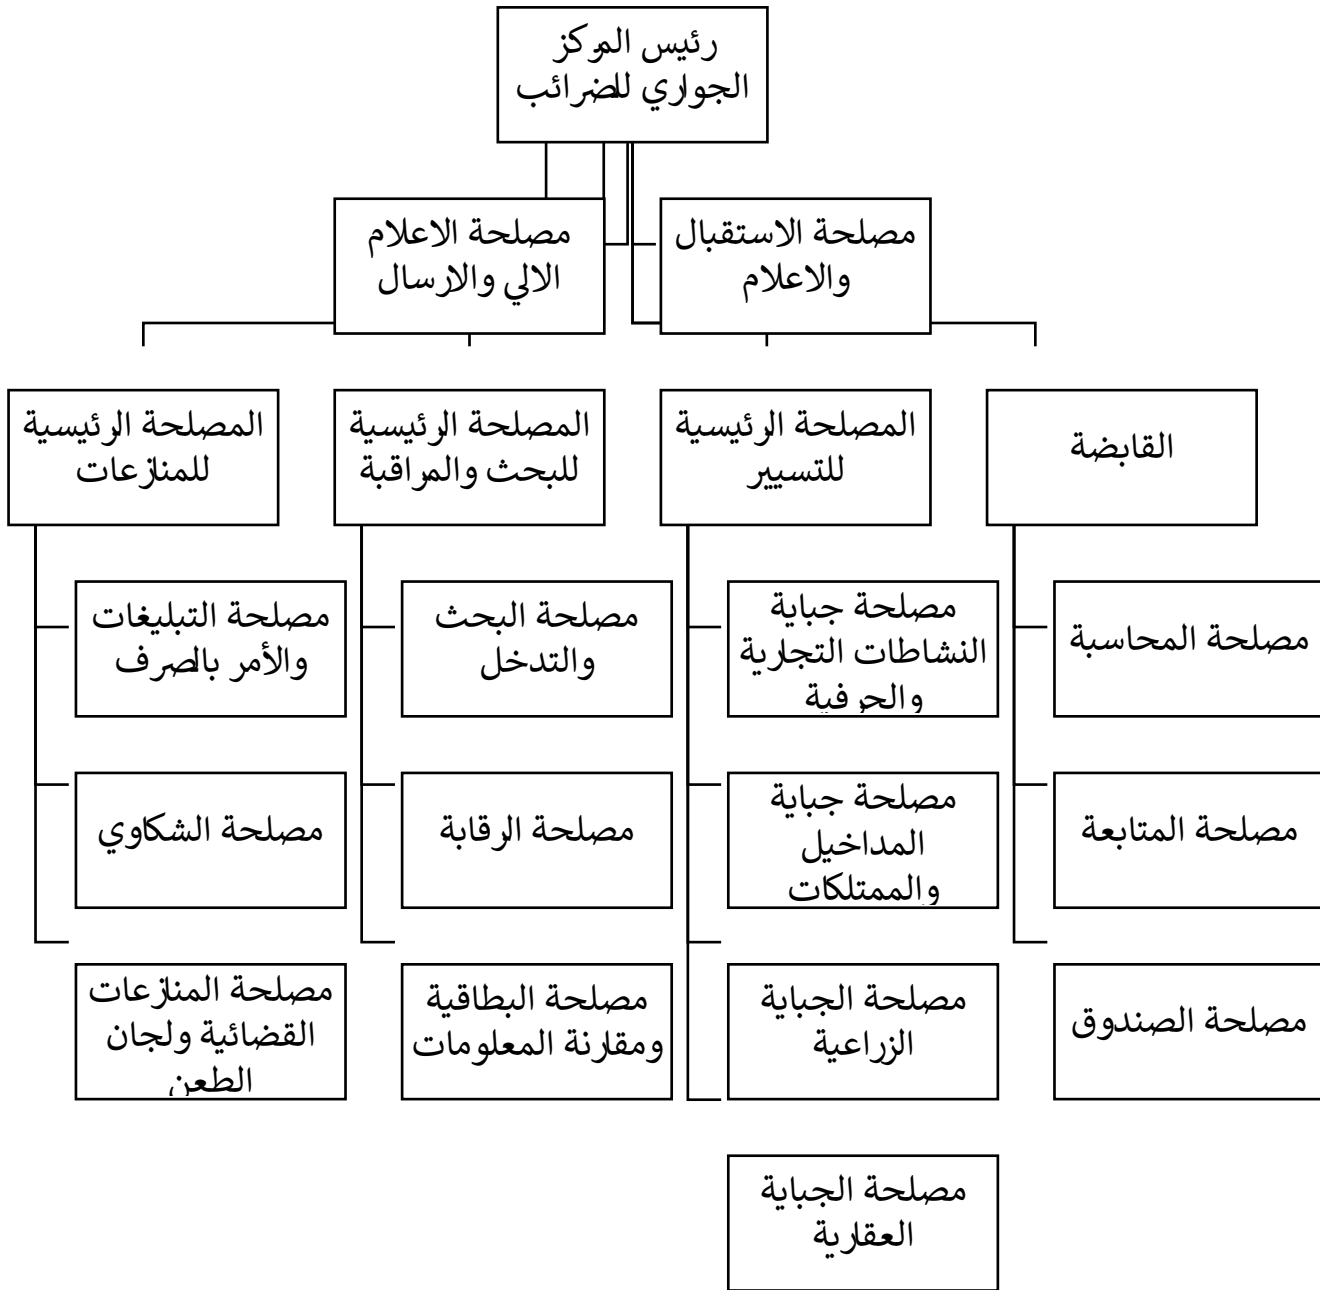 رئيس المركز
الجواري للضرائب
مصلحة الاستقبال
والاعلام
مصلحة الاعلام
الالي والارسال
القابضة
المصلحة الرئيسية
للتسيير
المصلحة الرئيسية
للبحث والمراقبة
المصلحة الرئيسية
للمنازعات
مصلحة المحاسبة
مصلحة جباية
النشاطات التجارية
والحرفية
مصلحة البحث
والتدخل
مصلحة التبليغات
والأمر بالصرف
مصلحة المتابعة
مصلحة جباية
المداخيل
والممتلكات
مصلحة الرقابة
مصلحة الشكاوي
مصلحة الصندوق
مصلحة الجباية
الزراعية
مصلحة البطاقية
ومقارنة المعلومات
مصلحة المنازعات
القضائية ولجان
الطعن
مصلحة الجباية
العقارية